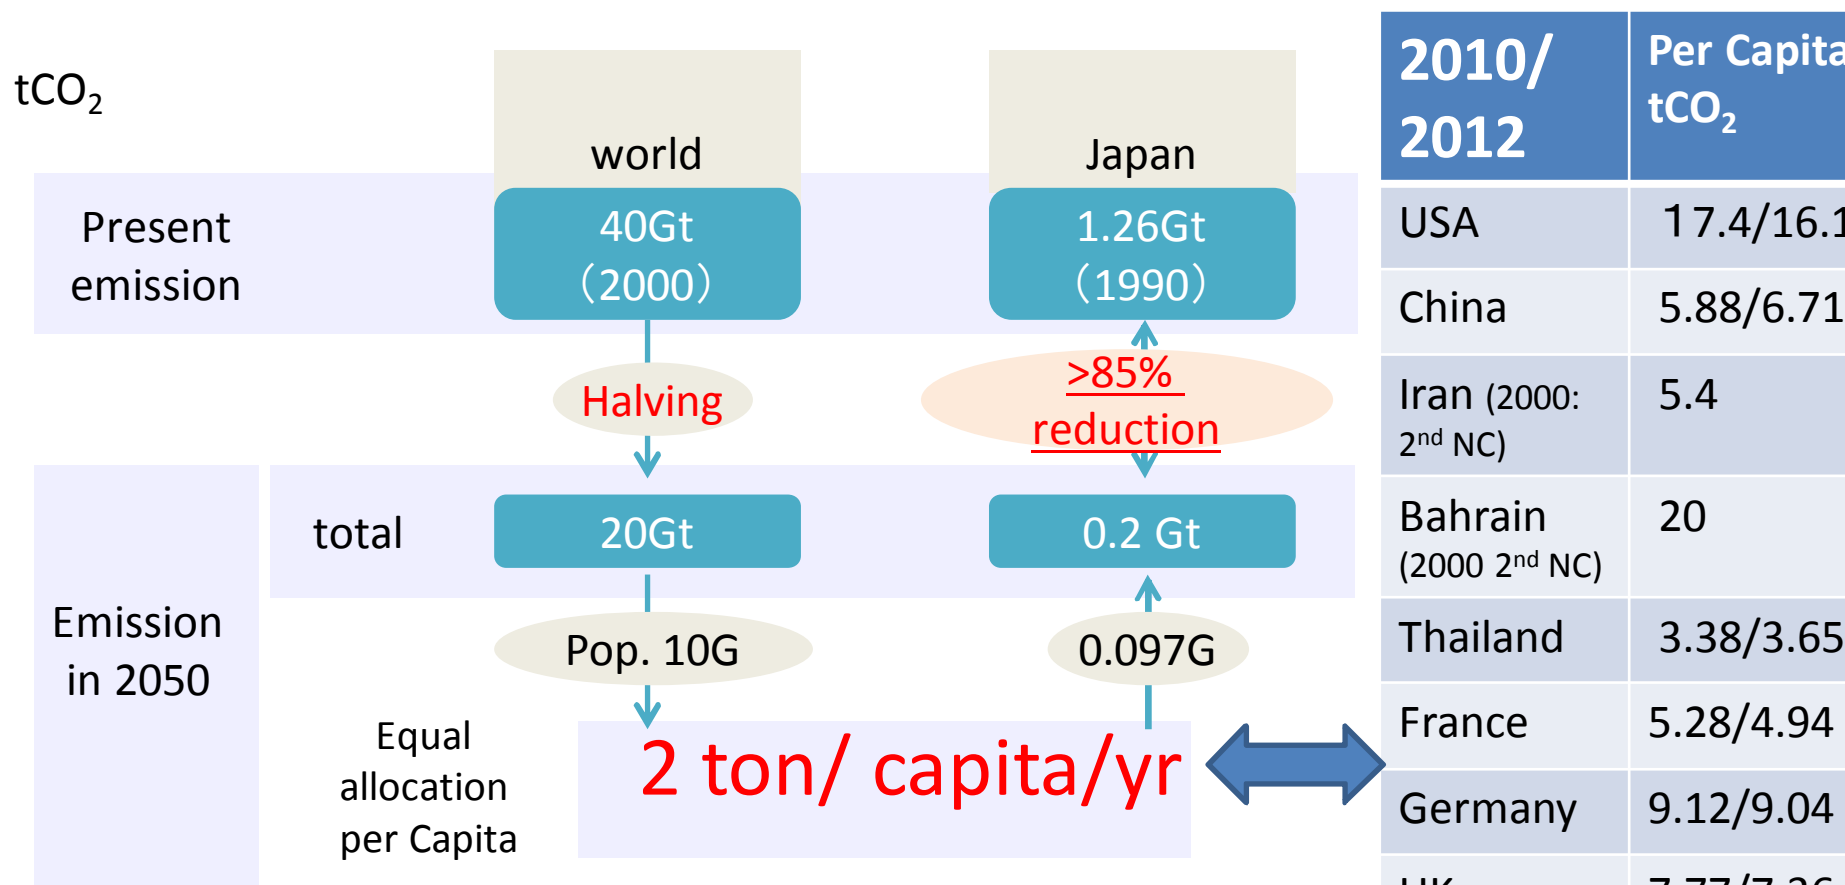 tCO₂
world
Japan
Present
emission
40Gt
（2000）
1.26Gt
（1990）
Halving
>85%
reduction
Emission
in 2050
total
20Gt
0.2 Gt
Pop. 10G
0.097G
Equal
allocation
per Capita
2 ton/ capita/yr
2010/
2012
Per Capita
tCO₂
USA
17.4/16.1
China
5.88/6.71
Iran (2000:
2nd NC)
5.4
Bahrain
(2000 2nd NC)
20
Thailand
3.38/3.65
France
5.28/4.94
Germany
9.12/9.04